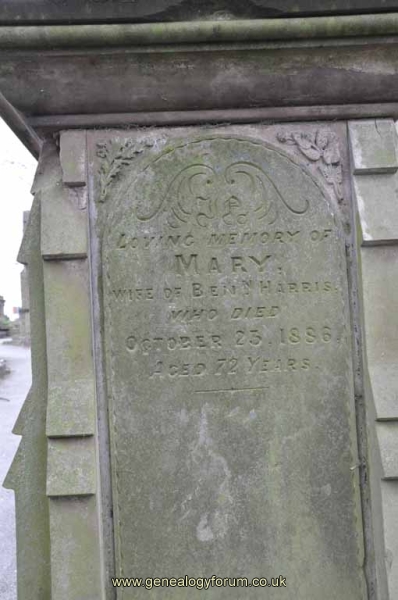 In
LOVING MEMORY OF
MARY,
WIFE OF BENJN HARRIS.
WHO DIED
OCTOBER 23, 1886.
AGED 72 YEARS.
www.genealogyforum.co.uk